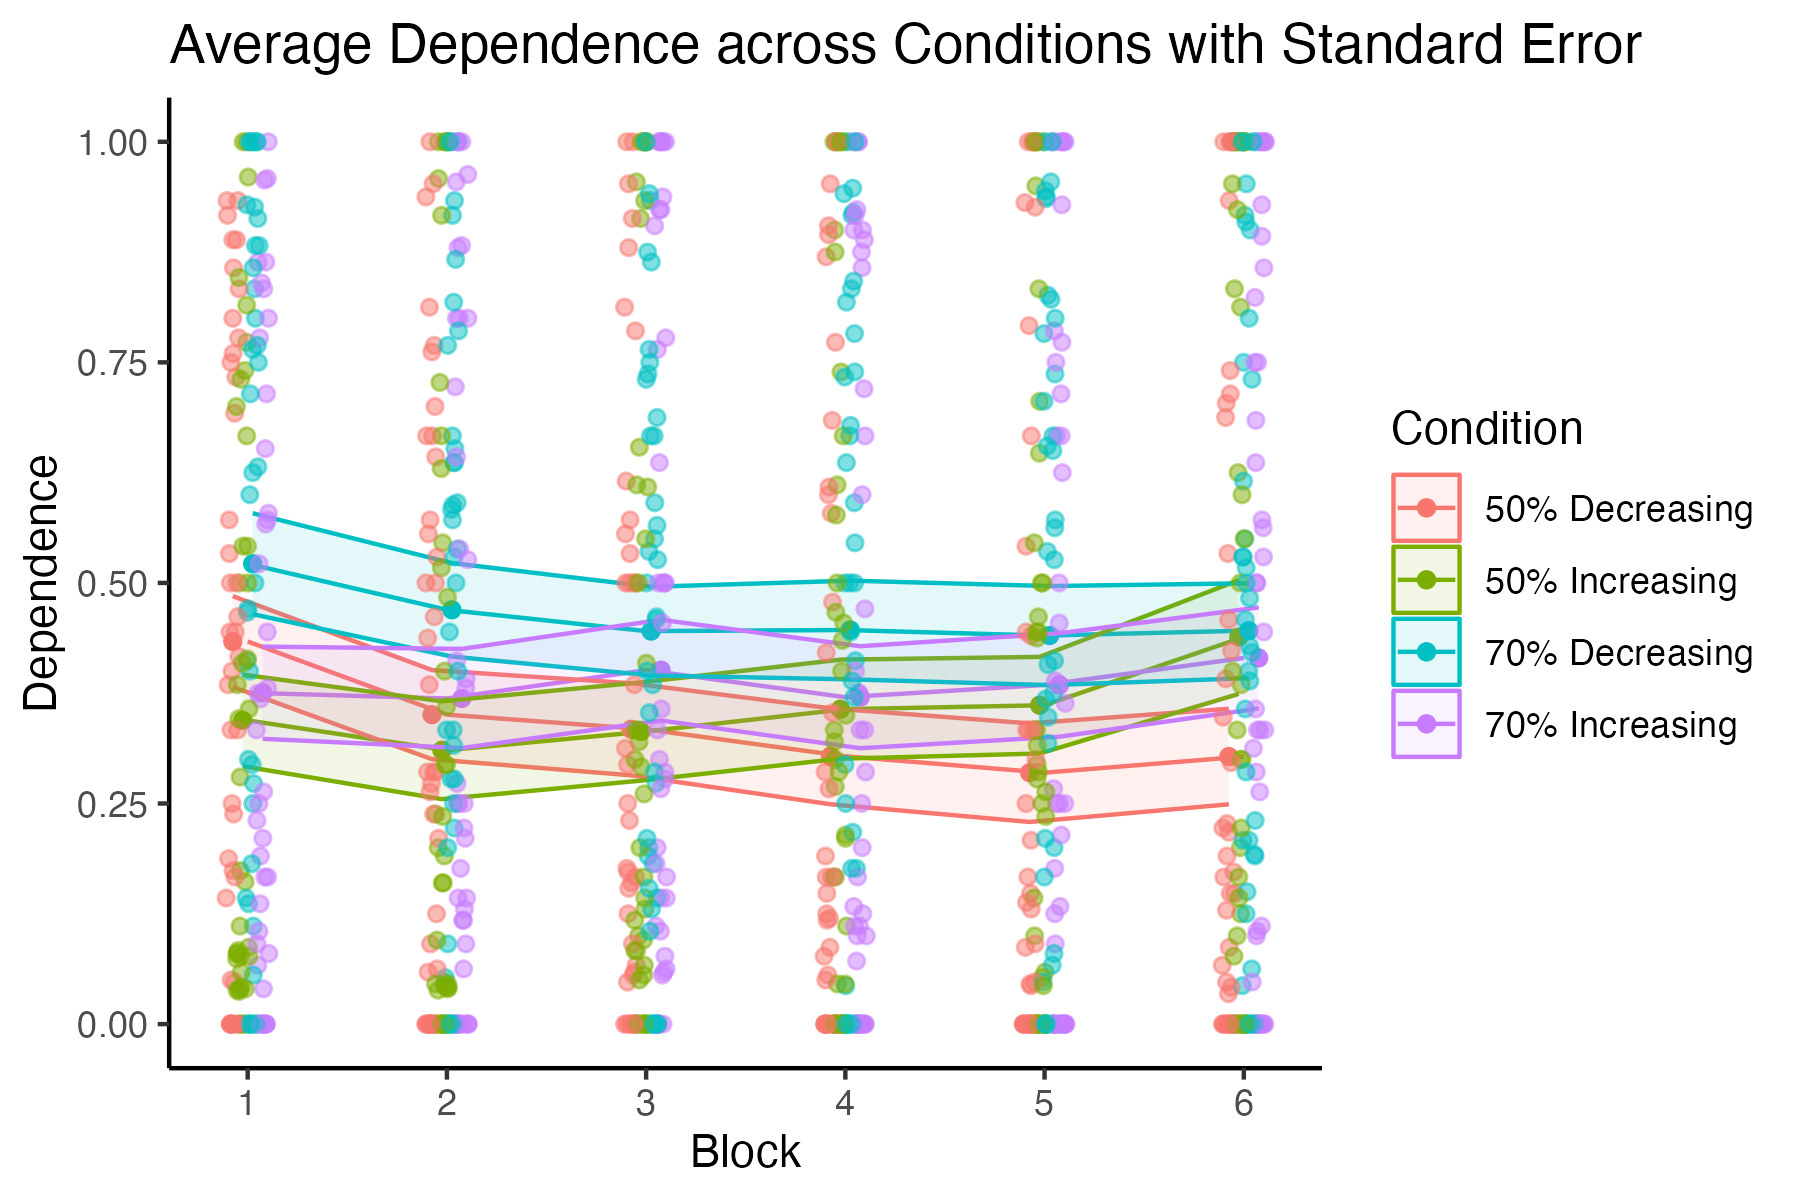 Average Dependence across Conditions with Standard Error
1.00
0.75
0.50
0.25
0.00
Dependence
1 2 3 4 5 6
Block
Condition
50% Decreasing
50% Increasing
70% Decreasing
70% Increasing